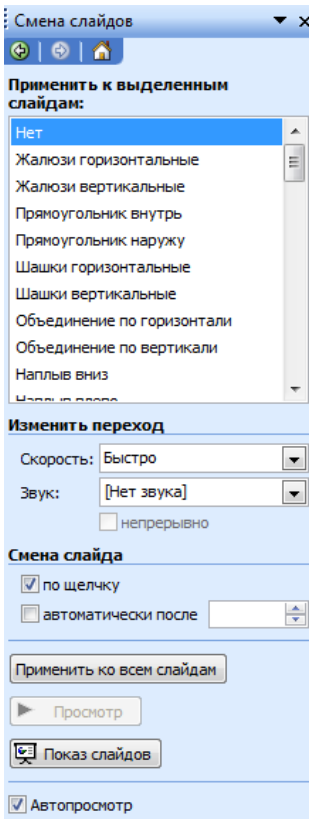 Смена слайдов
Применить к выделенным
слайдам:
Нет
Жалюзи горизонтальные
Жалюзи вертикальные
Прямоугольник внутрь
Прямоугольник наружу
Шашки горизонтальные
Шашки вертикальные
Объединение по горизонтали
Объединение по вертикали
Наплыв вниз
Изменить переход
Скорость: Быстро
Звук: [Нет звука]
непрерывно
Смена слайда
по щелчку
автоматически после
Применить ко всем слайдам
Просмотр
Показ слайдов
Автопросмотр